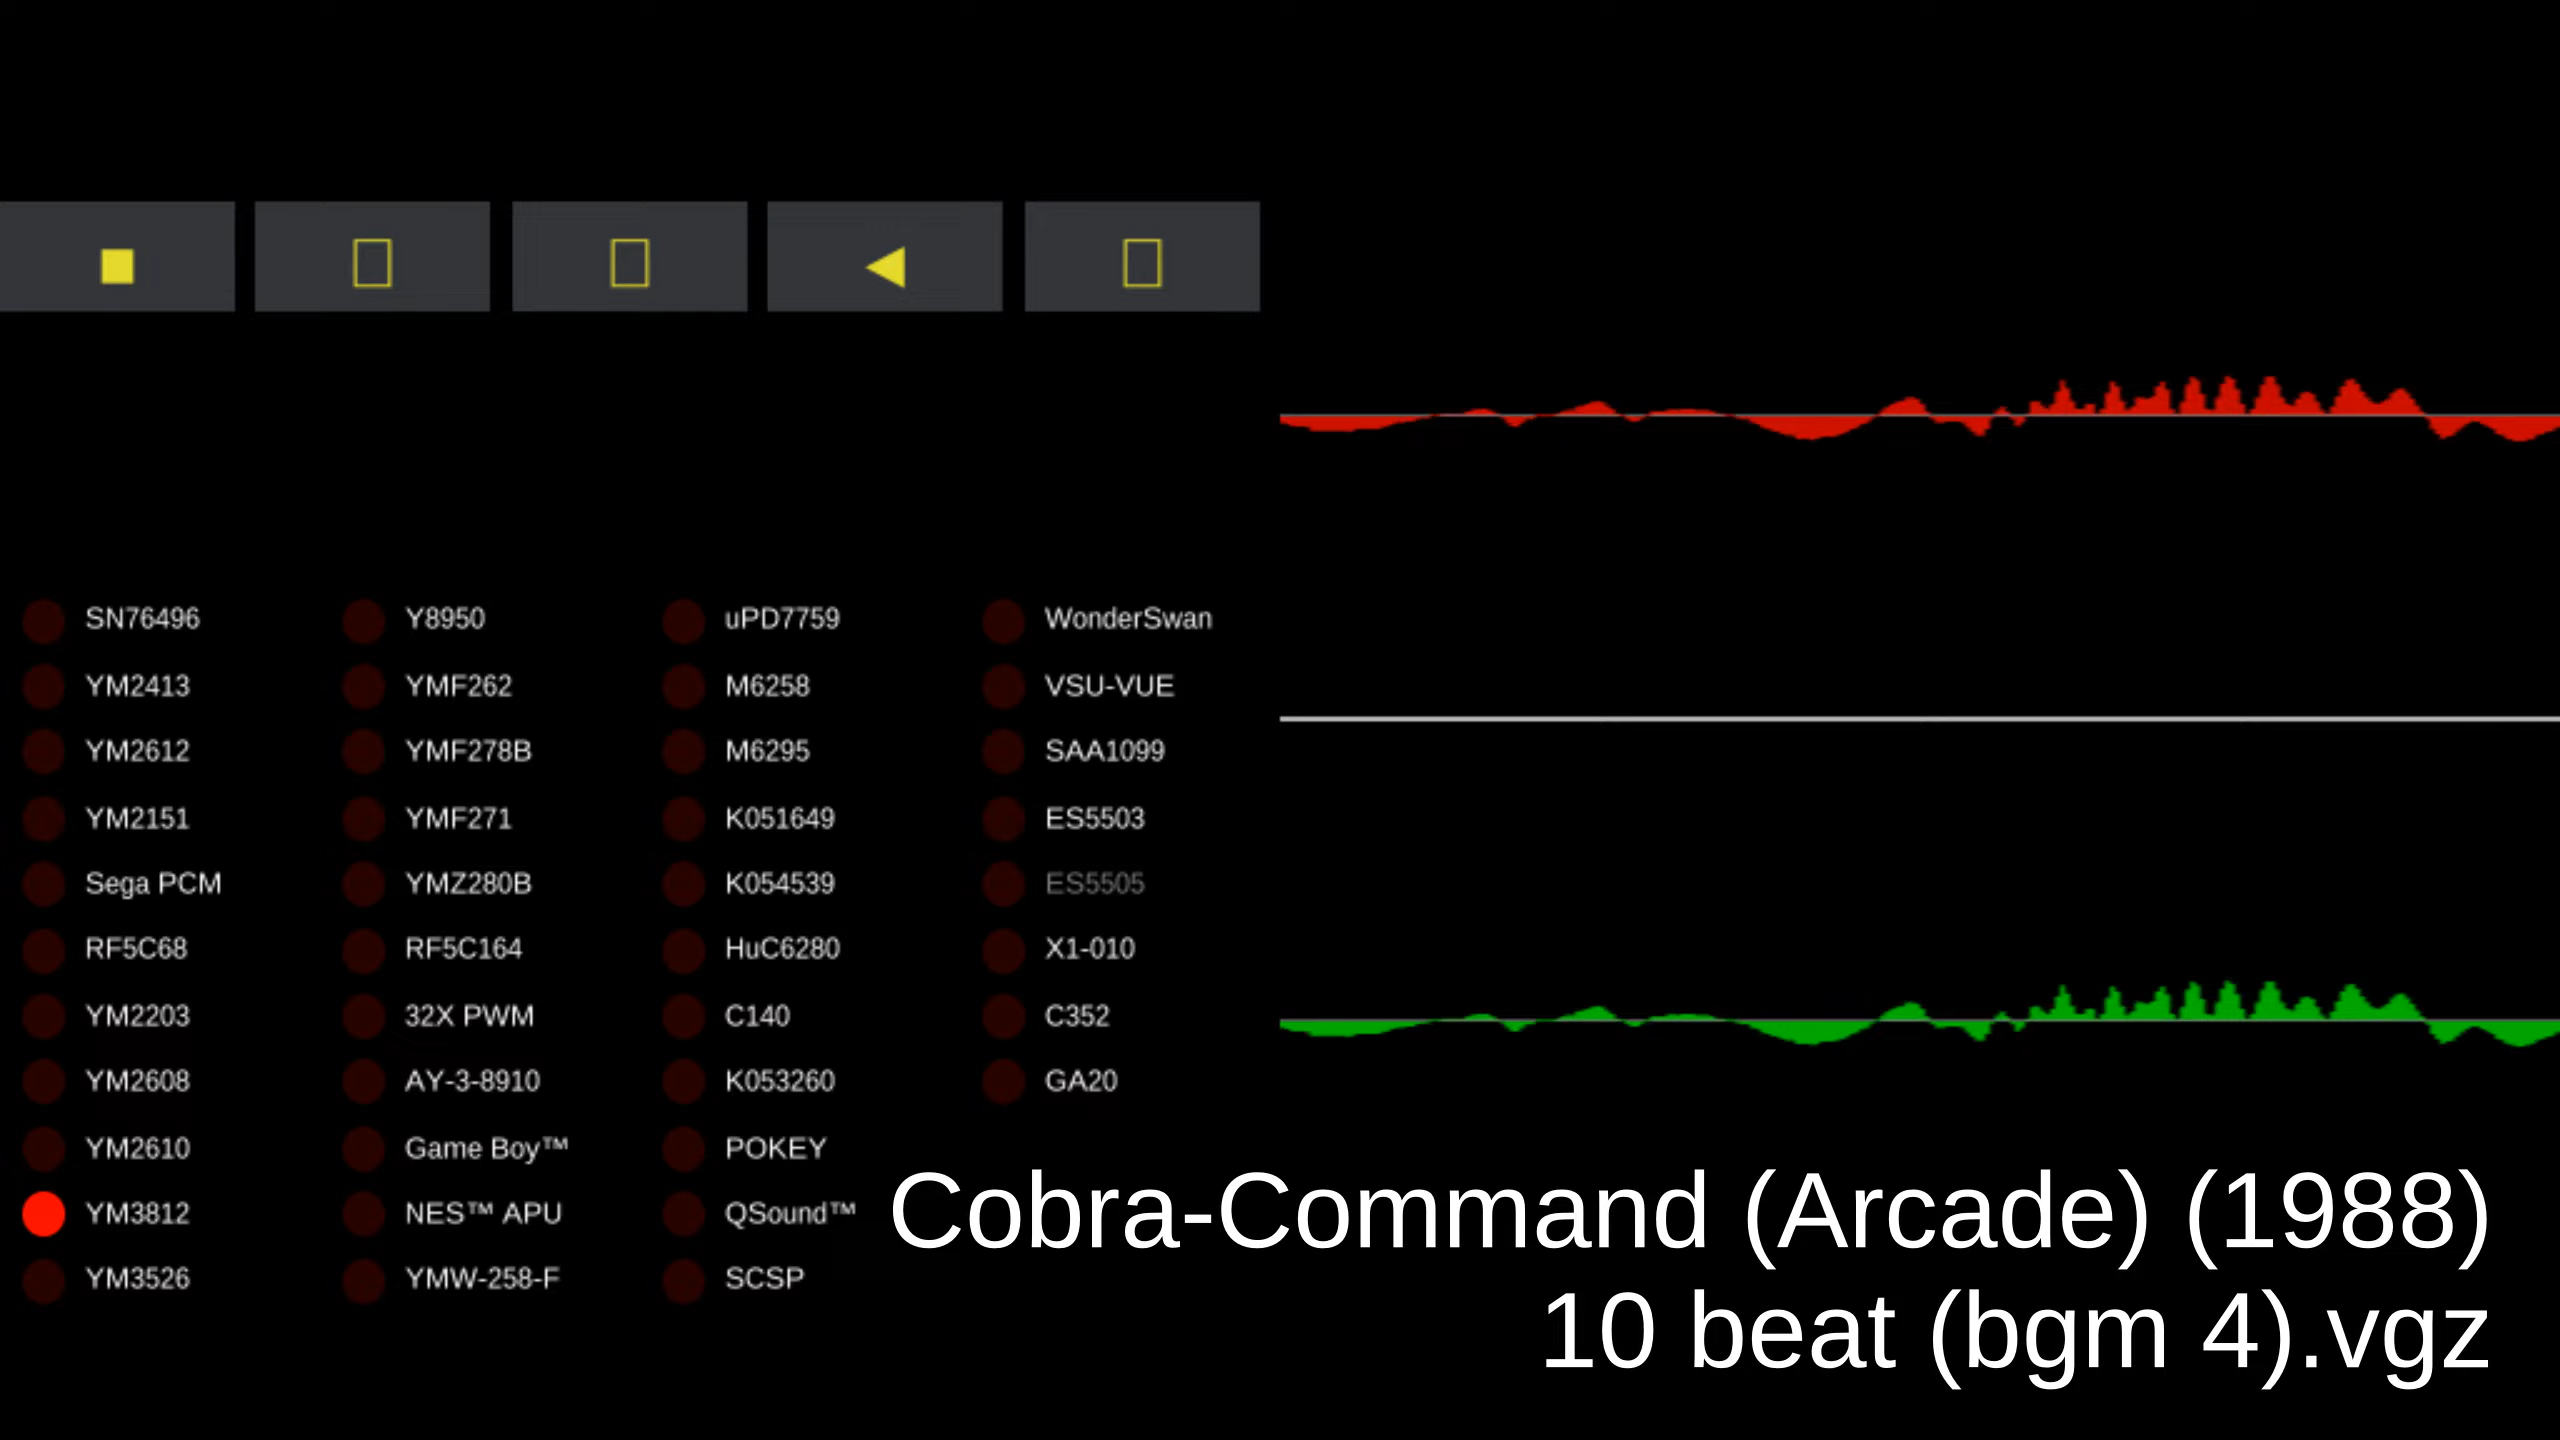 SN76496
YM2413
YM2612
YM2151
Sega PCM
RF5C68
YM2203
YM2608
YM2610
YM3812
YM3526
Y8950
YMF262
YMF278B
YMF271
YMZ280B
RF5C164
32X PWM
AY-3-8910
Game Boy™
NES™ APU
YMW-258-F
uPD7759
M6258
M6295
K051649
K054539
HuC6280
C140
K053260
POKEY
QSound™
SCSP
WonderSwan
VSU-VUE
SAA1099
ES5503
ES5505
X1-010
C352
GA20
Cobra-Command (Arcade) (1988)
10 beat (bgm 4).vgz